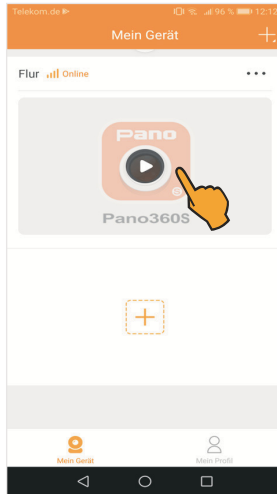 Telekom.de 96 % 12:12
Mein Gerät
Flur Online
Pano
Pano360S
Mein Gerät Mein Profil